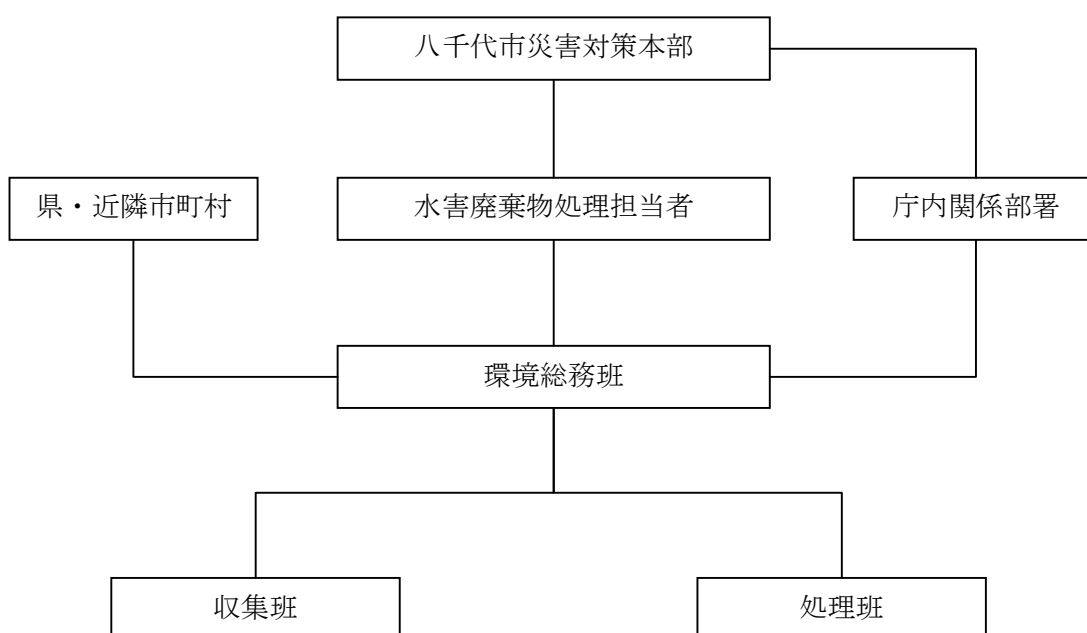 八千代市災害対策本部
県・近隣市町村
水害廃棄物処理担当者
庁内関係部署
環境総務班
収集班
処理班